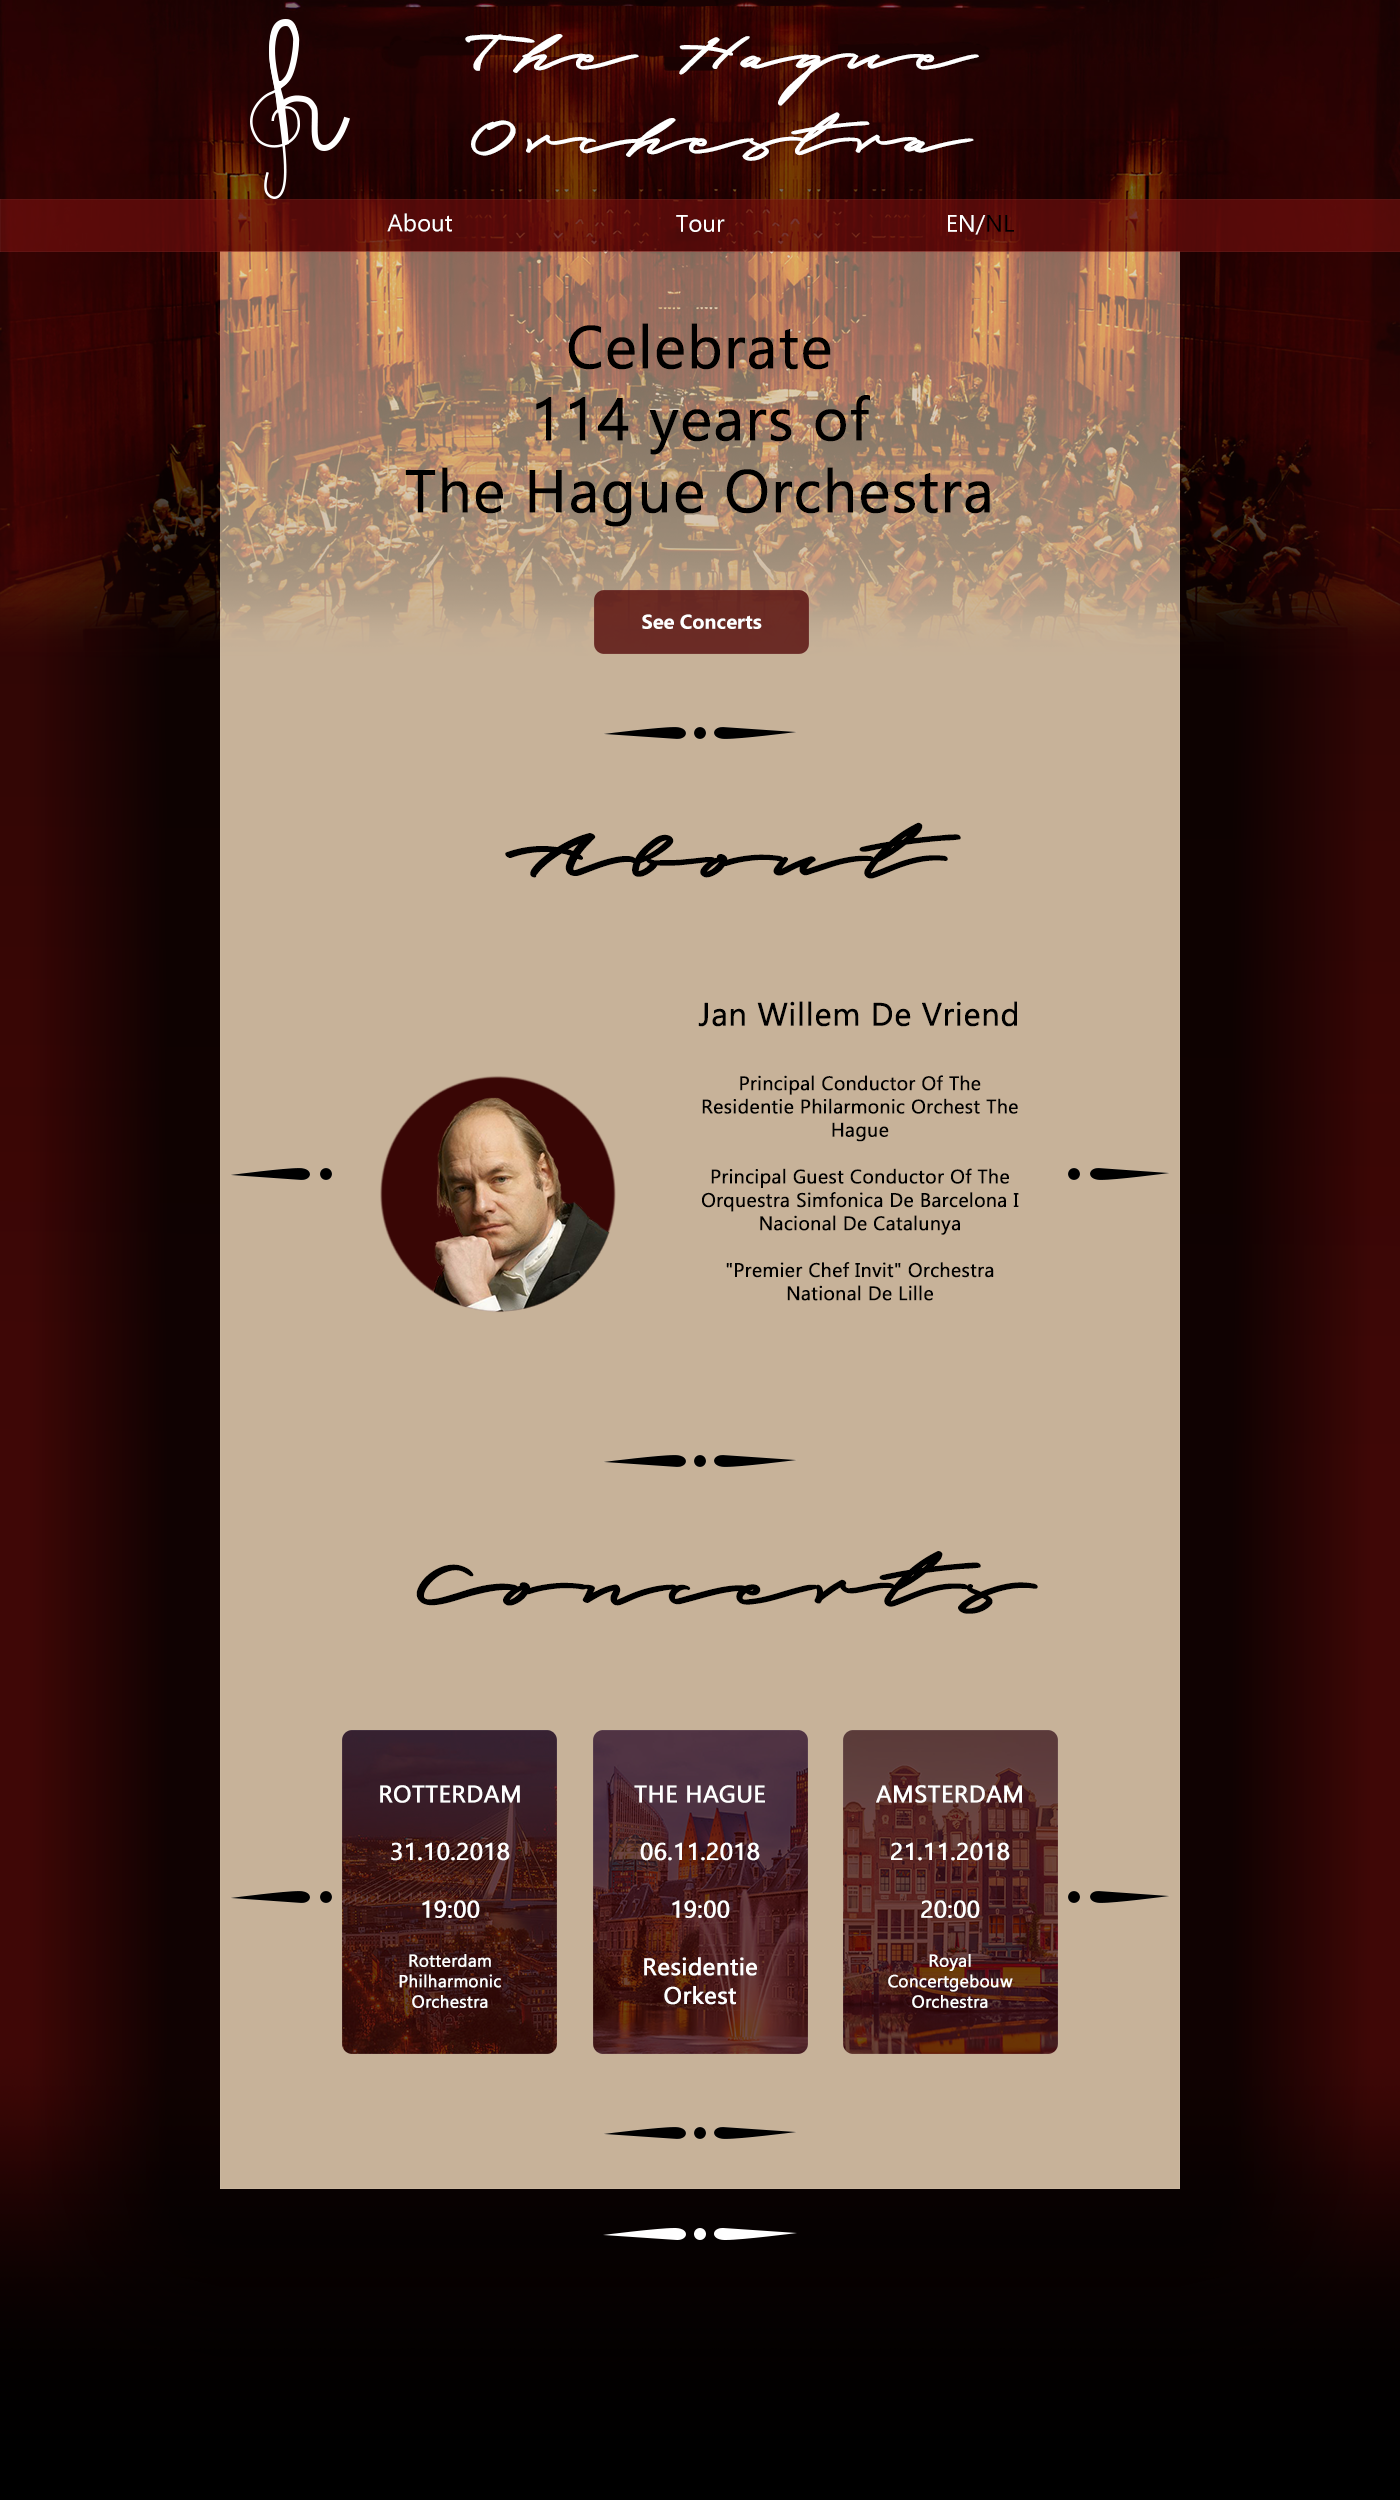 The Hague
Orchestra
About
Tour
EN/NL
Celebrate
114 years of
The Hague Orchestra
See Concerts
About
Jan Willem De Vriend
Principal Conductor Of The
Residentie Philarmonic Orchest The
Hague
Principal Guest Conductor Of The
Orquestra Simfonica De Barcelona I
Nacional De Catalunya
"Premier Chef Invit" Orchestra
National De Lille
Concerts
ROTTERDAM
31.10.2018
19:00
Rotterdam
Philharmonic
Orchestra
THE HAGUE
06.11.2018
19:00
Residentie
Orkest
AMSTERDAM
21.11.2018
20:00
Royal
Concertgebouw
Orchestra